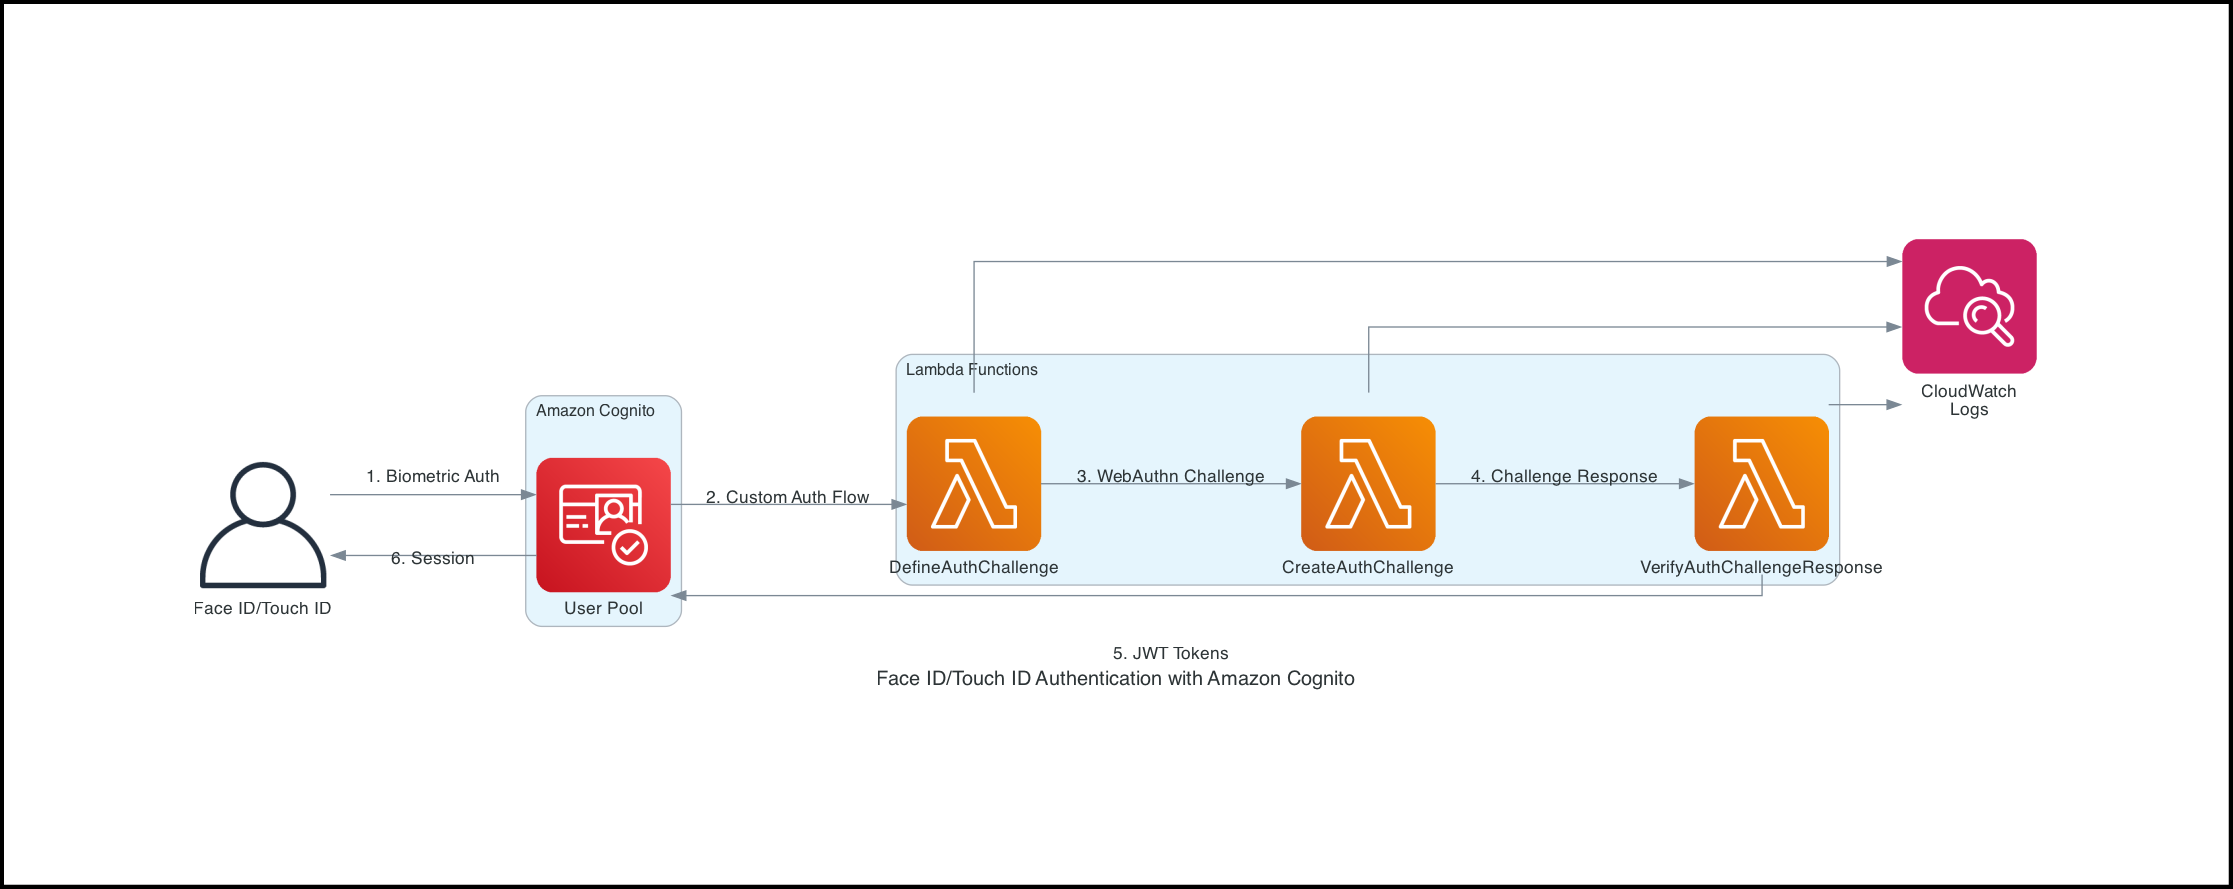 Lambda Functions
CloudWatch
Logs
Amazon Cognito
1. Biometric Auth
2. Custom Auth Flow
3. WebAuthn Challenge
4. Challenge Response
6. Session
DefineAuthChallenge
CreateAuthChallenge
VerifyAuthChallengeResponse
Face ID/Touch ID
User Pool
5. JWT Tokens
Face ID/Touch ID Authentication with Amazon Cognito